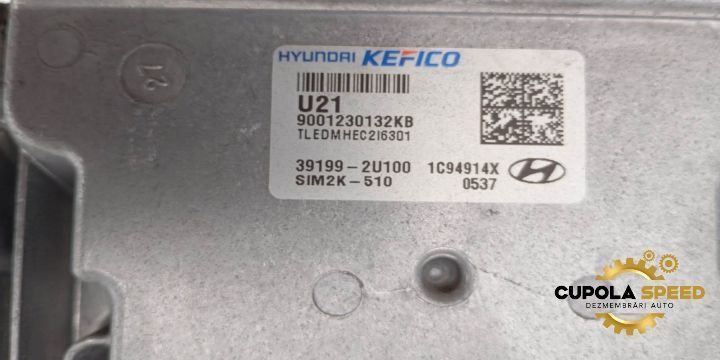 HYUNDAI KEFICO
U21
9001230132KB
TLEDMHEC2I6301
39199-2U100 1C94914X
SIM2K-510 0537
CUPOLA SPEED
DEZMEMBRĂRI AUTO